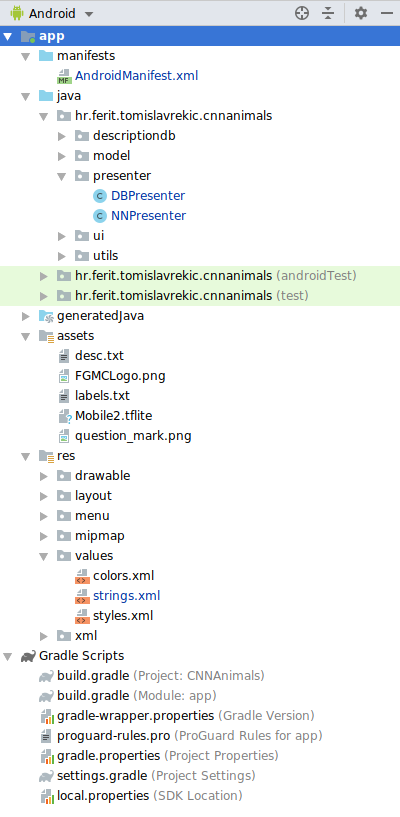 Android
app
manifests
AndroidManifest.xml
java
hr.ferit.tomislavrekic.cnnanimals
descriptiondb
model
presenter
DBPresenter
NNPresenter
ui
utils
hr.ferit.tomislavrekic.cnnanimals (androidTest)
hr.ferit.tomislavrekic.cnnanimals (test)
generatedJava
assets
desc.txt
FGMCLogo.png
labels.txt
Mobile2.tflite
question_mark.png
res
drawable
layout
menu
mipmap
values
colors.xml
strings.xml
styles.xml
xml
Gradle Scripts
build.gradle (Project: CNNAnimals)
build.gradle (Module: app)
gradle-wrapper.properties (Gradle Version)
proguard-rules.pro (ProGuard Rules for app)
gradle.properties (Project Properties)
settings.gradle (Project Settings)
local.properties (SDK Location)